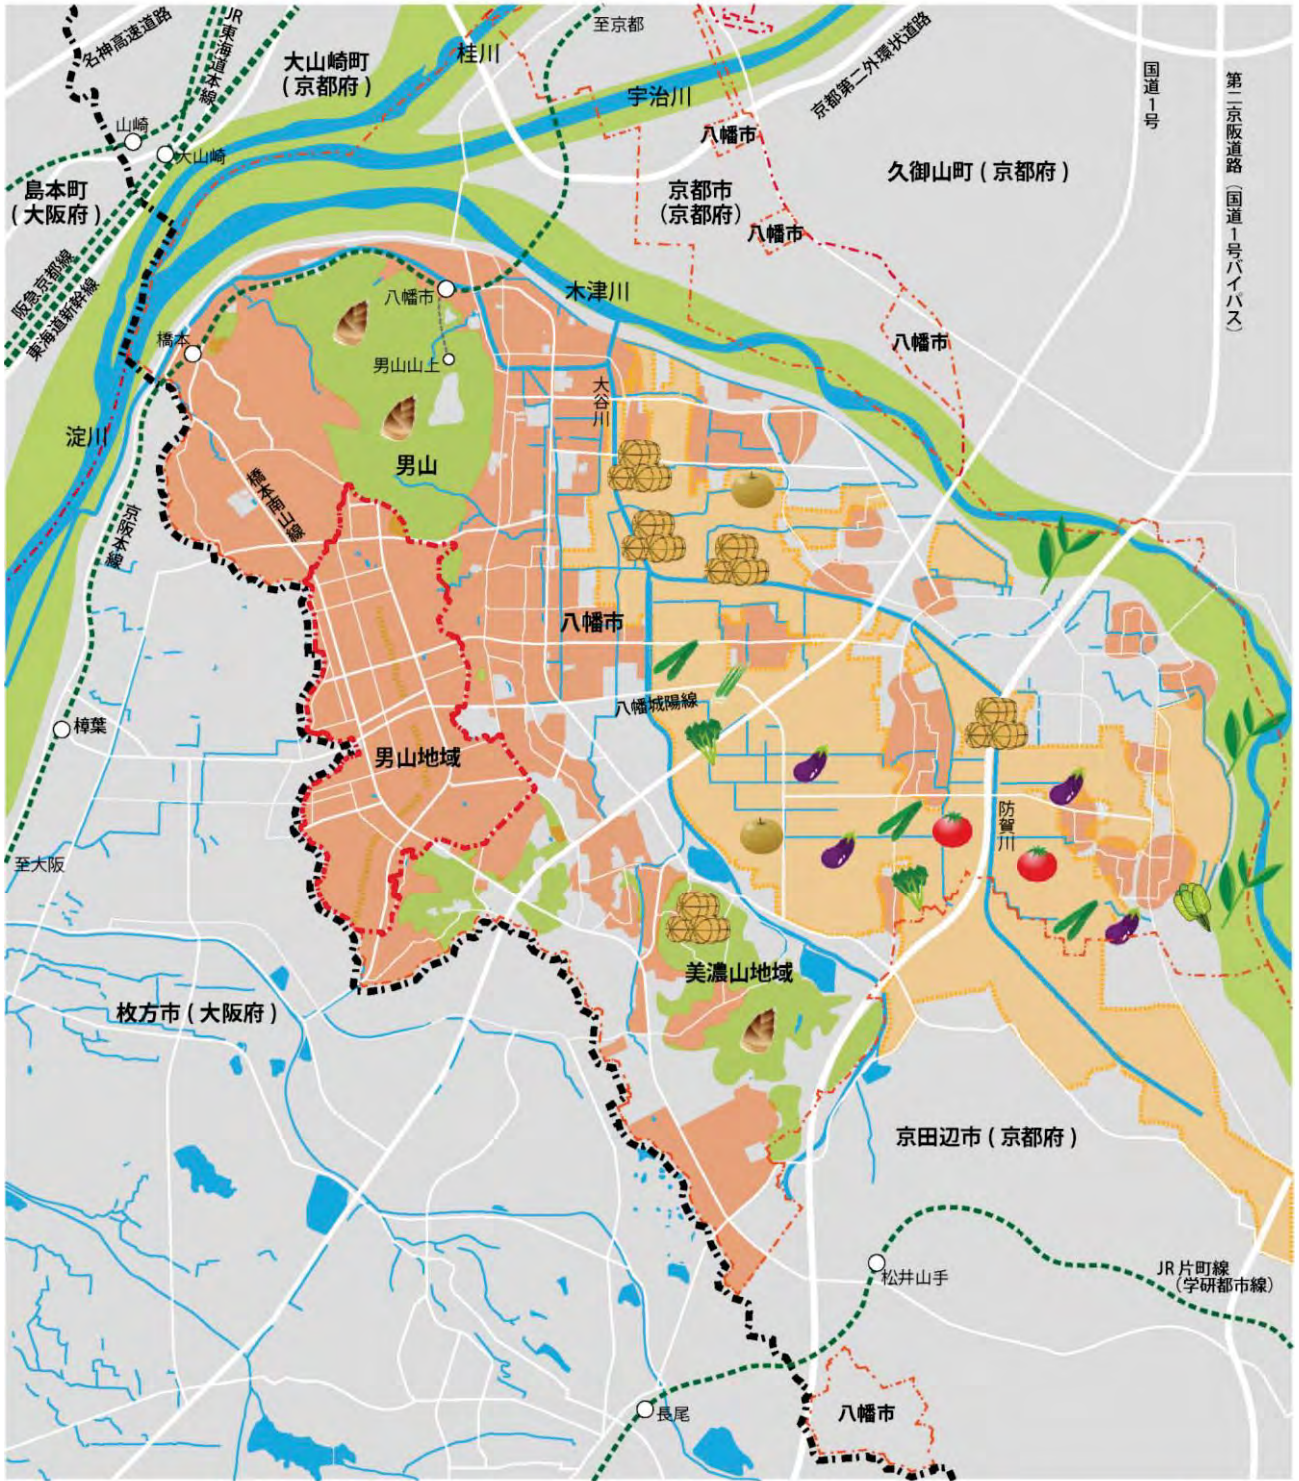 名神高速道路
JR東海道本線
大山崎町
(京都府)
桂川
至京都
宇治川
京都第二外環状道路
国道1号
第二京阪道路(国道1号バイパス)
山崎
大山崎
八幡市
久御山町(京都府)
島本町
(大阪府)
京都市
(京都府)
八幡市
阪急京都線
東海道新幹線
八幡市
木津川
八幡市
橋本
男山山上
大谷川
淀川
男山
橋本南山線
京阪本線
八幡市
八幡城陽線
樟葉
男山地域
防賀川
至大阪
美濃山地域
枚方市(大阪府)
京田辺市(京都府)
松井山手
JR片町線
(学研都市線)
長尾
八幡市